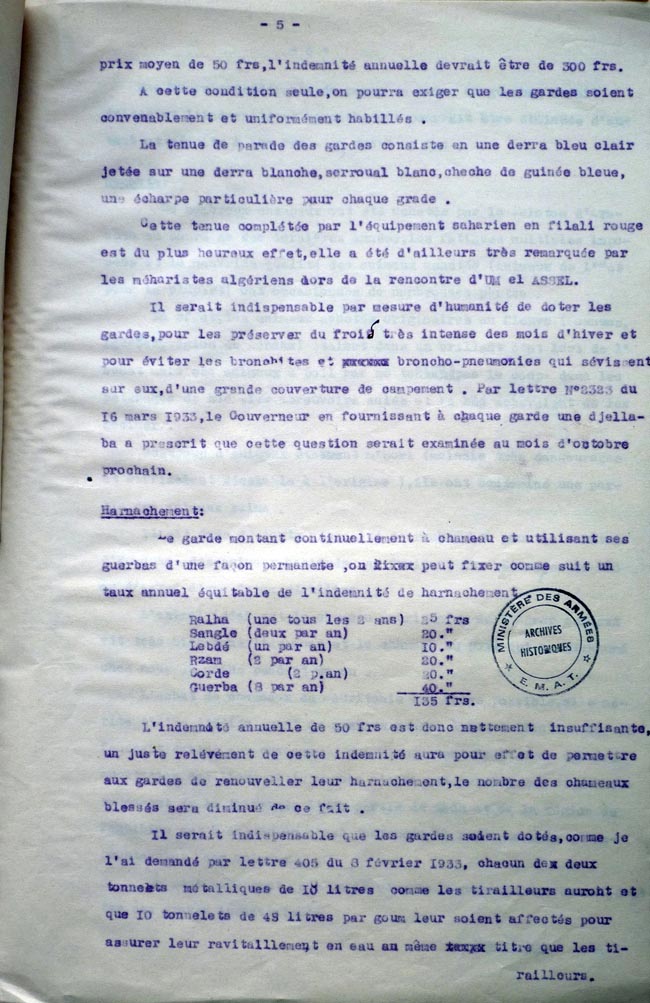 - 5 -
prix moyen de 50 frs,l'indemnité annuelle devrait être de 300 frs.
A cette condition seule,on pourra exiger que les gardes soient
convenablement et uniformément habillés .
La tenue de parade des gardes consiste en une derra bleu clair
jetée sur une derra blanche,serroual blanc,cheche de guinée bleue,
une écharpe particulière pour chaque grade .
Cette tenue complétée par l'équipement saharien en filali rouge
est du plus heureux effet,elle a été d'ailleurs très remarquée par
les méharistes algériens lors de la rencontre d'UM el ASSEL.
Il serait indispensable par mesure d'humanité de doter les
gardes,pour les préserver du froid très intense des mois d'hiver et
pour éviter les bronchites et broncho-pneumonies qui sévissent
sur eux,d'une grande couverture de campement . Par lettre N°2323 du
16 mars 1933,le Gouverneur en fournissant à chaque garde une djella-
ba a prescrit que cette question serait examinée au mois d'octobre
prochain.
Harnachement:
Le garde montant continuellement à chameau et utilisant ses
guerbas d'une façon permanente ,on peut fixer comme suit un
taux annuel équitable de l'indemnité de harnachement
Ralha (une tous les 2 ans) 25 frs
Sangle (deux par an) 20."
Lebdé (un par an) 10."
Rzam (2 par an) 20."
Corde (2 p.an) 20."
Guerba (8 par an) 40."
135 frs.
MINISTÈRE DES ARMÉES
ARCHIVES
HISTORIQUES
★ E. M. A. T. ★
L'indemnité annuelle de 50 frs est donc nettement insuffisante,
un juste relévement de cette indemnité aura pour effet de permettre
aux gardes de renouveller leur harnachement,le nombre des chameaux
blessés sera diminué de ce fait .
Il serait indispensable que les gardes soient dotés,comme je
l'ai demandé par lettre 405 du 8 février 1933, chacun de deux
tonnelets métalliques de 10 litres comme les tirailleurs auront et
que 10 tonnelets de 48 litres par goum leur soient affectés pour
assurer leur ravitalllement en eau au même titre que les ti-
railleurs.